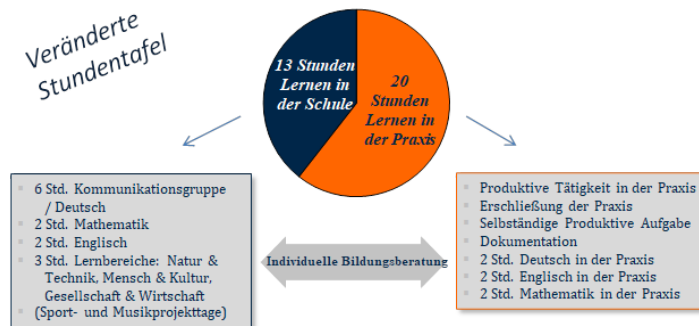 Veränderte
Stundentafel
13 Stunden
Lernen in
der Schule
20
Stunden
Lernen in
der Praxis
6 Std. Kommunikationsgruppe
/ Deutsch
2 Std. Mathematik
2 Std. Englisch
3 Std. Lernbereiche: Natur &
Technik, Mensch & Kultur,
Gesellschaft & Wirtschaft
(Sport- und Musikprojekttage)
Individuelle Bildungsberatung
Produktive Tätigkeit in der Praxis
Erschließung der Praxis
Selbständige Produktive Aufgabe
Dokumentation
2 Std. Deutsch in der Praxis
2 Std. Englisch in der Praxis
2 Std. Mathematik in der Praxis